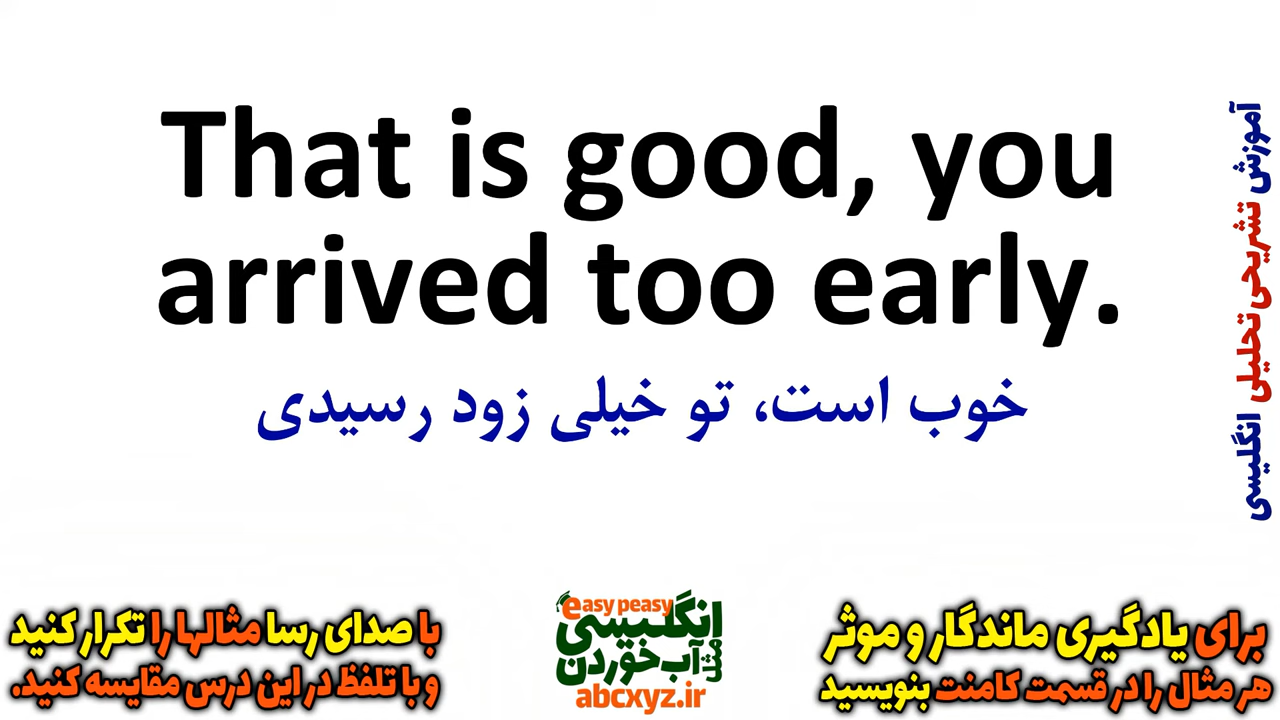 That is good, you
arrived too early.
خوب است، تو خیلی زود رسیدی
آموزش تشریحی تحلیلی انگلیسی
برای یادگیری ماندگار و موثر
هر مثال را در قسمت کامنت بنویسید
easy peasy
انگلیسی
مثل
آب خوردن
abcxyz.ir
با صدای رسا مثالها را تکرار کنید
و با تلفظ در این درس مقایسه کنید.